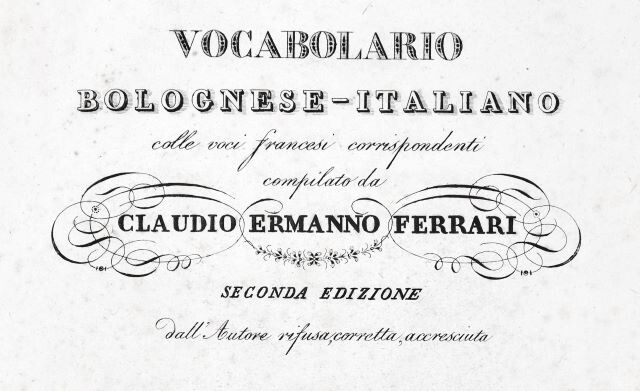 VOCABOLARIO
BOLOGNESE-ITALIANO
colle voci francesi corrispondenti
compilato da
CLAUDIO ERMANNO FERRARI
SECONDA EDIZIONE
dall'Autore rifusa, corretta, accresciuta